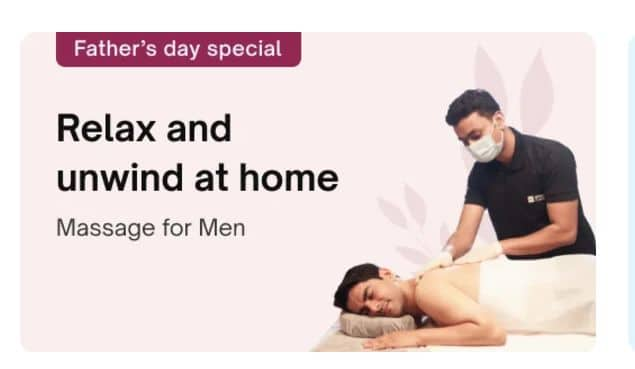 Father's day special
Relax and
unwind at home
Massage for Men